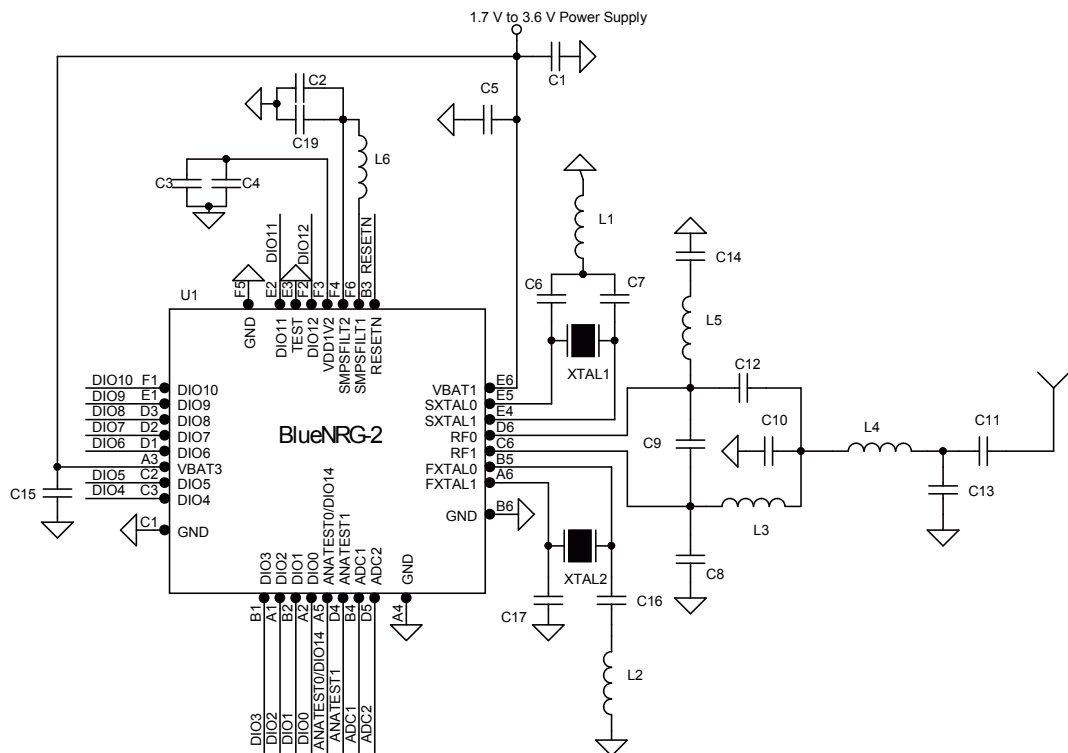 1.7 V to 3.6 V Power Supply
C1
C2
C5
C19
L6
C3
C4
L1
DIO11
DIO12
RESETN
C14
C6
C7
U1
F5
E2
E3
F2
F3
F4
F6
B3
L5
GND
DIO11
TEST
DIO12
VDD1V2
SMPSFILT2
SMPSFILT1
RESETN
XTAL1
C12
DIO10 F1 DIO10
DIO9 E1 DIO9
DIO8 D3 DIO8
DIO7 D2 DIO7
DIO6 D1 DIO6
A3 VBAT3
DIO5 C2 DIO5
DIO4 C3 DIO4
C1 GND
C15
BlueNRG-2
VBAT1 E6
SXTAL0 E5
SXTAL1 E4
RF0 D6
RF1 C6
FXTAL0 B5
FXTAL1 A6
GND B6
C9
C10
L4
C11
C13
L3
XTAL2
C8
C17
C16
L2
DIO3
DIO2
DIO1
DIO0
ANATEST0/DIO14
ANATEST1
ADC1
ADC2
GND
B1
A1
B2
A2
A5
D4
B4
D5
A4
DIO3
DIO2
DIO1
DIO0
ANATEST0/DIO14
ANATEST1
ADC1
ADC2